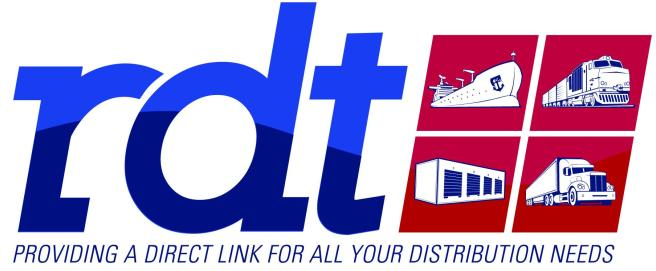 rdt
PROVIDING A DIRECT LINK FOR ALL YOUR DISTRIBUTION NEEDS